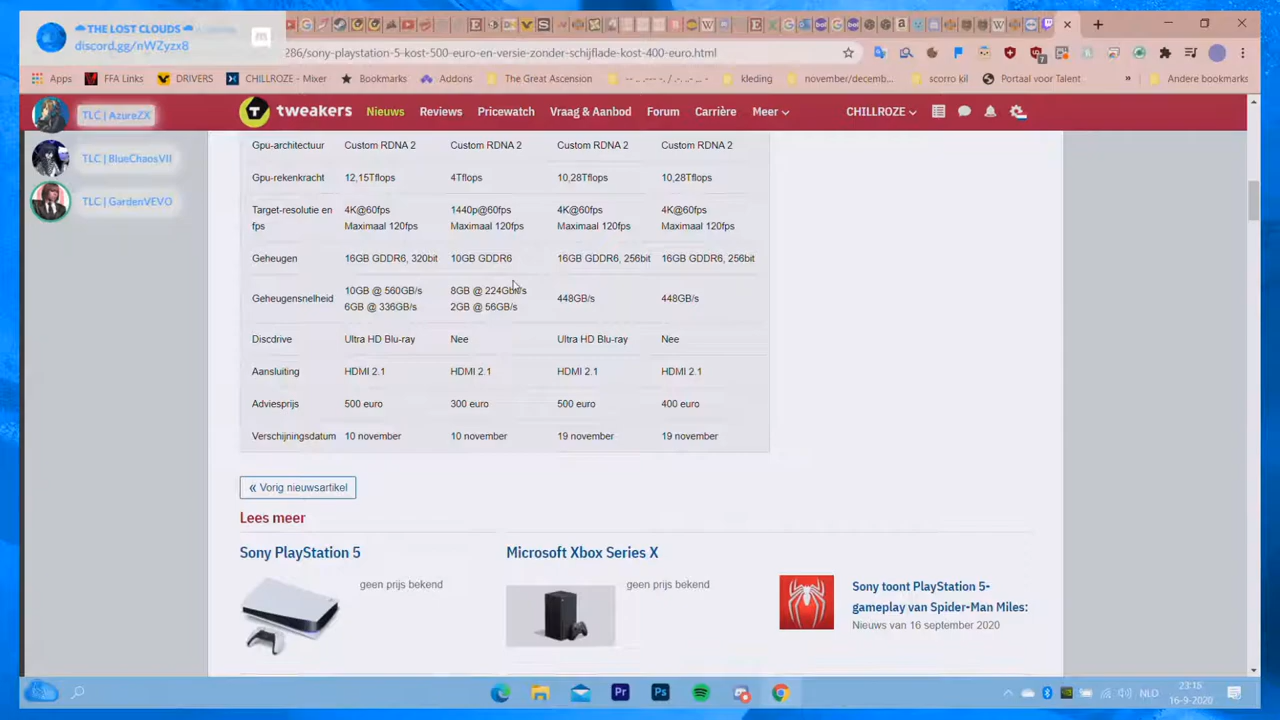 THE LOST CLOUDS
discord.gg/nWZyzx8
286/sony-playstation-5-kost-500-euro-en-versie-zonder-schijflade-kost-400-euro.html
Apps FFA Links DRIVERS CHILLROZE - Mixer Bookmarks Addons The Great Ascension -- .. / .-. / .. - november/decemb... kleding scorro kil Portaal voor Talent... » Andere bookmarks
TLC | AzureZX
TLC | BlueChaosVII
TLC | GardenVEVO
tweakers Nieuws Reviews Pricewatch Vraag & Aanbod Forum Carrière Meer CHILLROZE
Gpu-architectuur Custom RDNA 2 Custom RDNA 2 Custom RDNA 2 Custom RDNA 2
Gpu-rekenkracht 12,15Tflops 4Tflops 10,28Tflops 10,28Tflops
Target-resolutie en 4K@60fps 1440p@60fps 4K@60fps 4K@60fps
fps Maximaal 120fps Maximaal 120fps Maximaal 120fps Maximaal 120fps
Geheugen 16GB GDDR6, 320bit 10GB GDDR6 16GB GDDR6, 256bit 16GB GDDR6, 256bit
Geheugensnelheid 10GB @ 560GB/s 8GB @ 224GB/s 448GB/s 448GB/s
6GB @ 336GB/s 2GB @ 56GB/s
Discdrive Ultra HD Blu-ray Nee Ultra HD Blu-ray Nee
Aansluiting HDMI 2.1 HDMI 2.1 HDMI 2.1 HDMI 2.1
Adviesprijs 500 euro 300 euro 500 euro 400 euro
Verschijningsdatum 10 november 10 november 19 november 19 november
« Vorig nieuwsartikel
Lees meer
Sony PlayStation 5
geen prijs bekend
Microsoft Xbox Series X
geen prijs bekend
Sony toont PlayStation 5-
gameplay van Spider-Man Miles:
Nieuws van 16 september 2020
NLD
23:15
16-9-2020